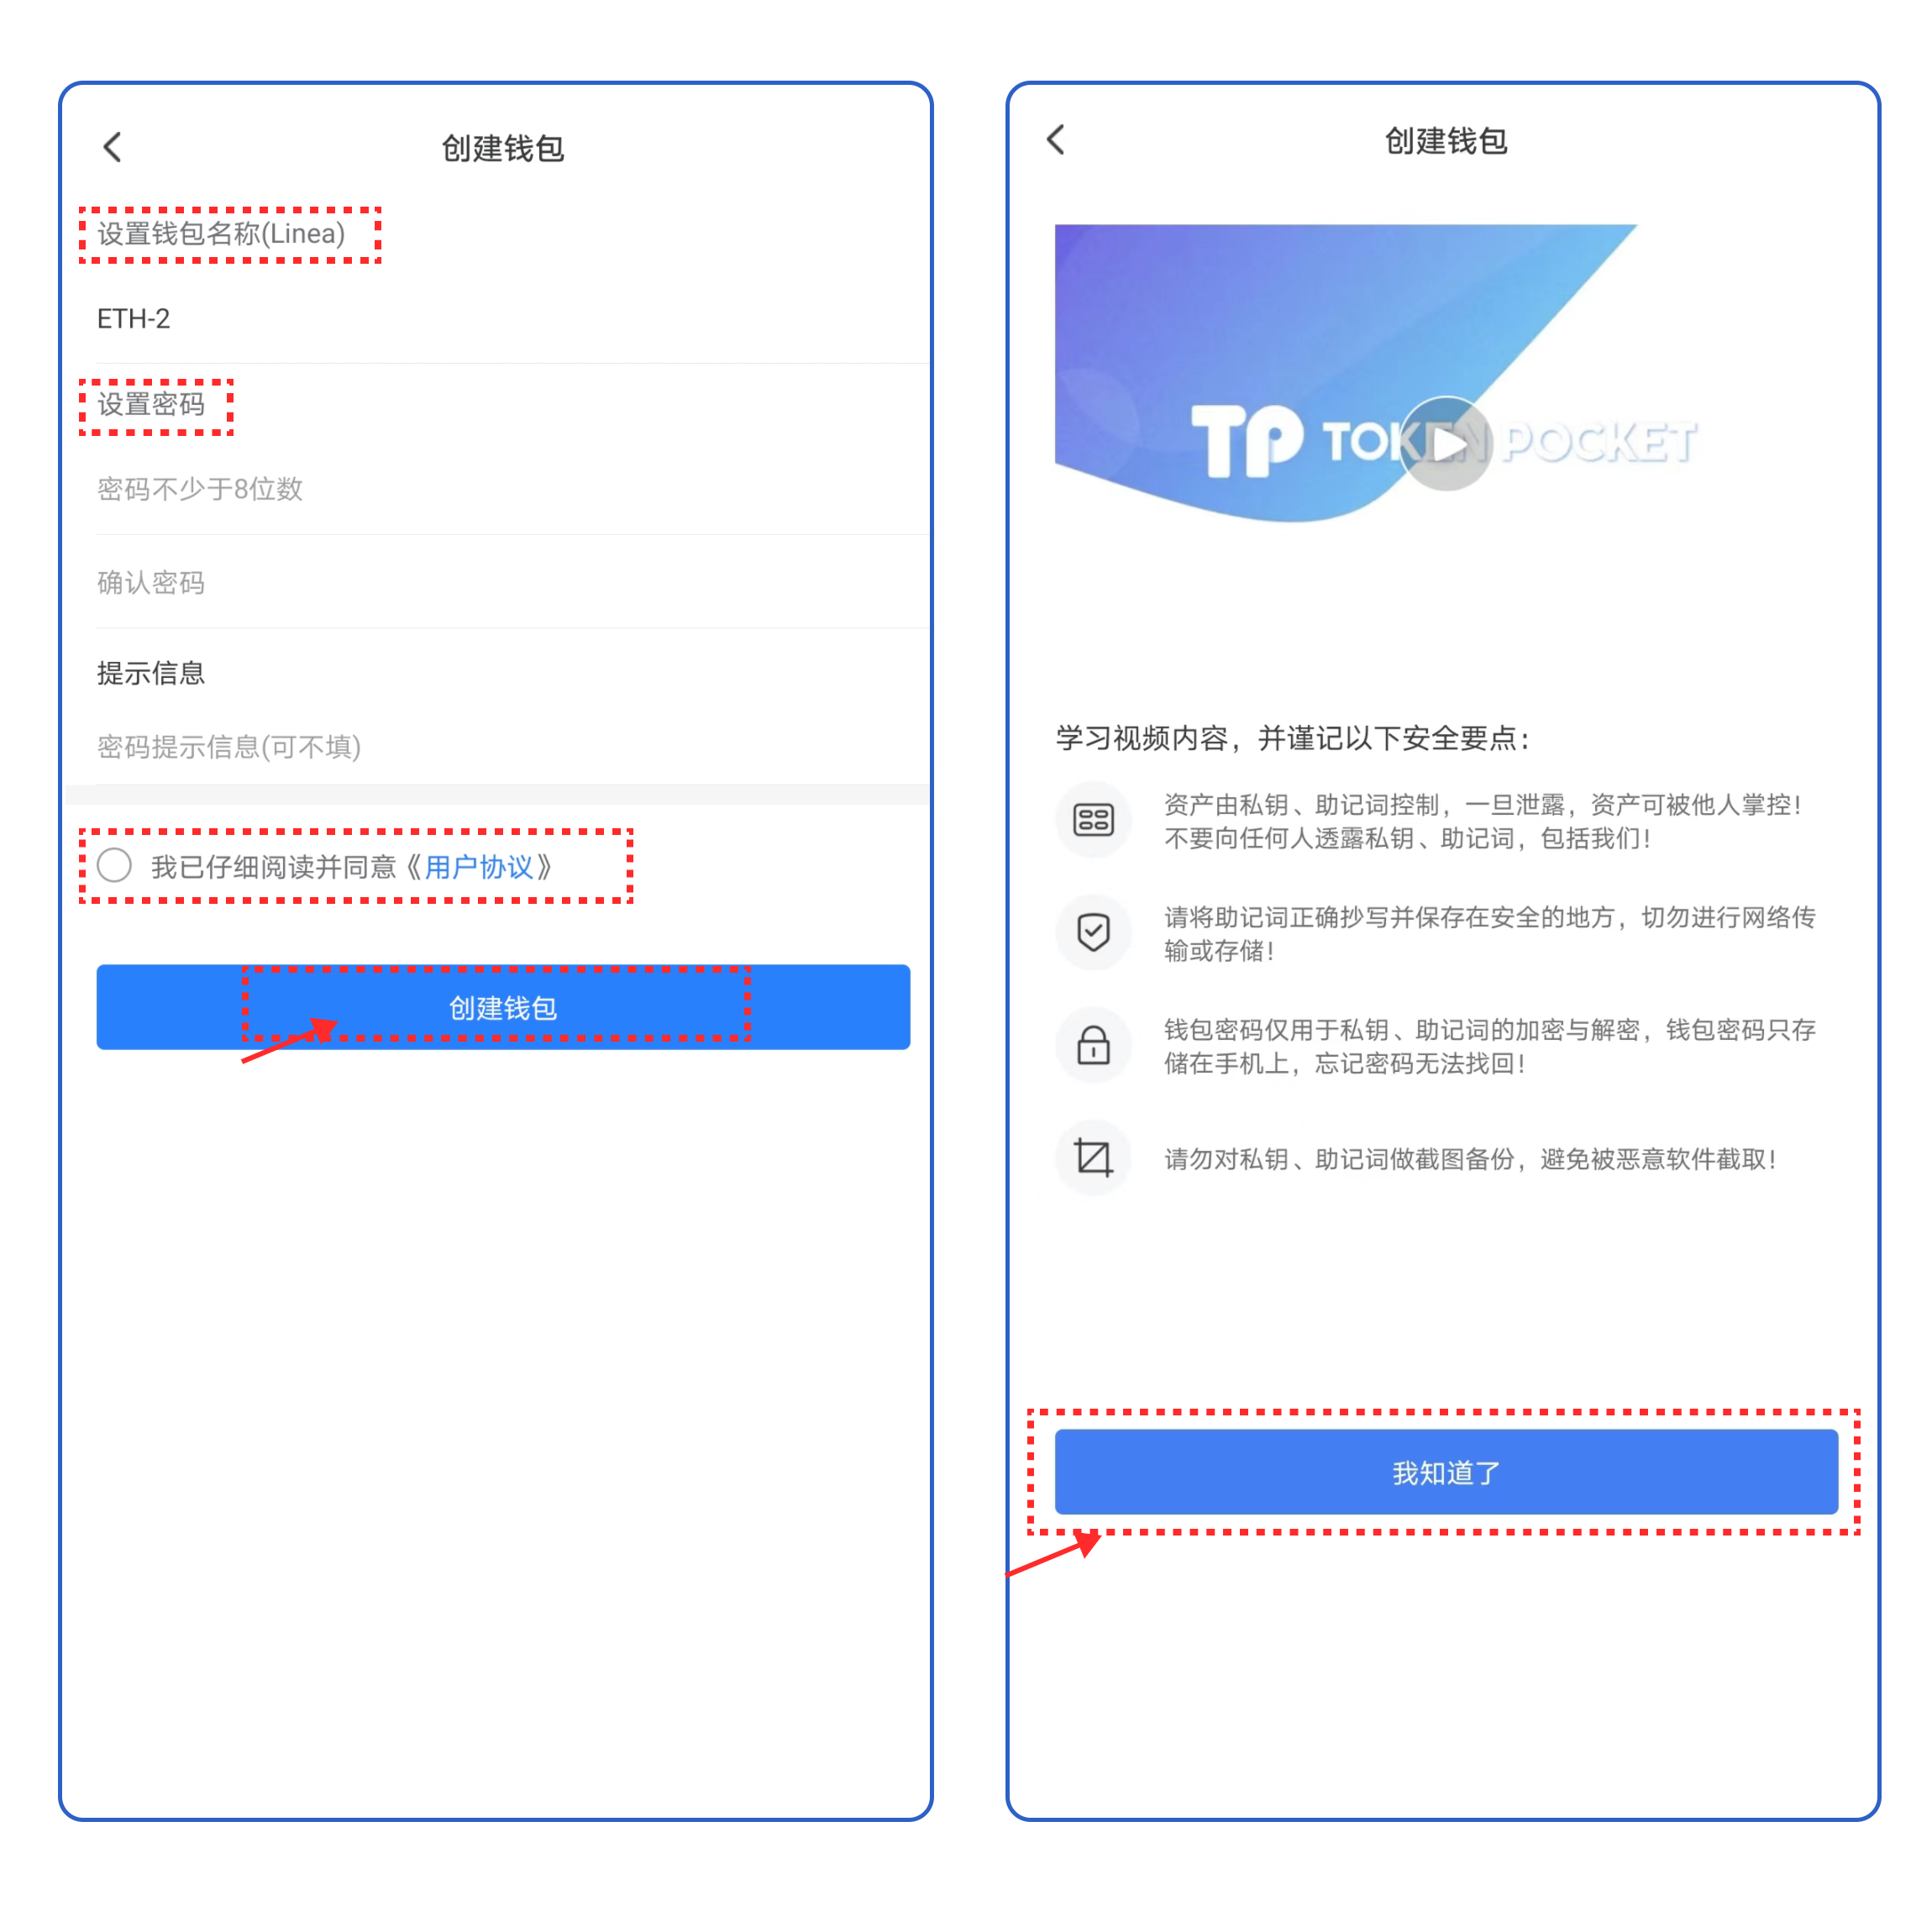 创建钱包
设置钱包名称(Linea)
ETH-2
设置密码
密码不少于8位数
确认密码
提示信息
密码提示信息(可不填)
我已仔细阅读并同意《用户协议》
创建钱包
创建钱包
TP TOKEN POCKET
学习视频内容，并谨记以下安全要点：
资产由私钥、助记词控制，一旦泄露，资产可被他人掌控！
不要向任何人透露私钥、助记词，包括我们！
请将助记词正确抄写并保存在安全的地方，切勿进行网络传
输或存储！
钱包密码仅用于私钥、助记词的加密与解密，钱包密码只存
储在手机上，忘记密码无法找回！
请勿对私钥、助记词做截图备份，避免被恶意软件截取！
我知道了